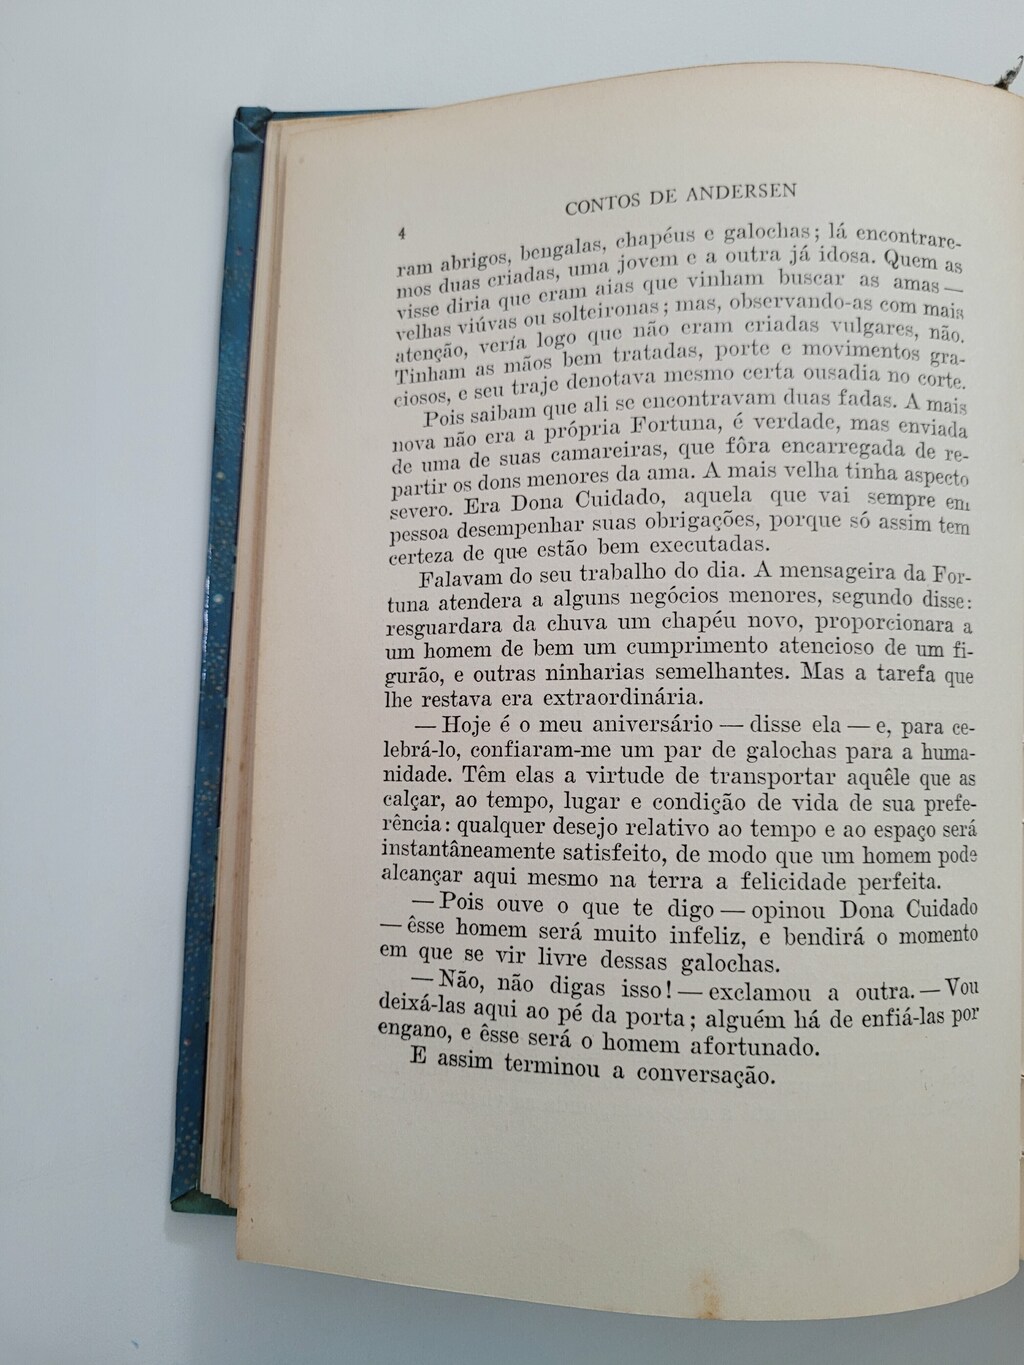 CONTOS DE ANDERSEN
4
ram abrigos, bengalas, chapéus e galochas; lá encontrare-
mos duas criadas, uma jovem e a outra já idosa. Quem as
visse diria que eram aias que vinham buscar as amas —
velhas viúvas ou solteironas; mas, observando-as com mais
atenção, veria logo que não eram criadas vulgares, não.
Tinham as mãos bem tratadas, porte e movimentos gra-
ciosos, e seu traje denotava mesmo certa ousadia no corte.
Pois saibam que ali se encontravam duas fadas. A mais
nova não era a própria Fortuna, é verdade, mas enviada
de uma de suas camareiras, que fôra encarregada de re-
partir os dons menores da ama. A mais velha tinha aspecto
severo. Era Dona Cuidado, aquela que vai sempre em
pessoa desempenhar suas obrigações, porque só assim tem
certeza de que estão bem executadas.
Falavam do seu trabalho do dia. A mensageira da For-
tuna atendera a alguns negócios menores, segundo disse:
resguardara da chuva um chapéu novo, proporcionara a
um homem de bem um cumprimento atencioso de um fi-
gurão, e outras ninharias semelhantes. Mas a tarefa que
lhe restava era extraordinária.
— Hoje é o meu aniversário — disse ela — e, para ce-
lebrá-lo, confiaram-me um par de galochas para a huma-
nidade. Têm elas a virtude de transportar aquêle que as
calçar, ao tempo, lugar e condição de vida de sua prefe-
rência: qualquer desejo relativo ao tempo e ao espaço será
instantâneamente satisfeito, de modo que um homem pode
alcançar aqui mesmo na terra a felicidade perfeita.
— Pois ouve o que te digo — opinou Dona Cuidado
— êsse homem será muito infeliz, e bendirá o momento
em que se vir livre dessas galochas.
— Não, não digas isso! — exclamou a outra. — Vou
deixá-las aqui ao pé da porta; alguém há de enfiá-las por
engano, e êsse será o homem afortunado.
E assim terminou a conversação.